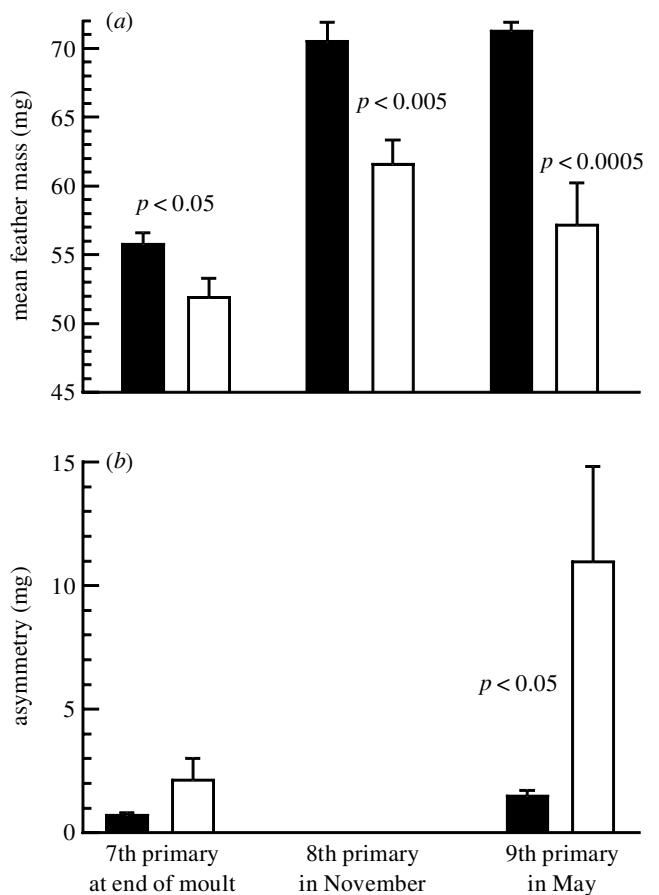 (a)
70
65
60
55
50
45
mean feather mass (mg)
p < 0.05
p < 0.005
p < 0.0005
(b)
15
10
5
0
asymmetry (mg)
p < 0.05
7th primary
at end of moult
8th primary
in November
9th primary
in May